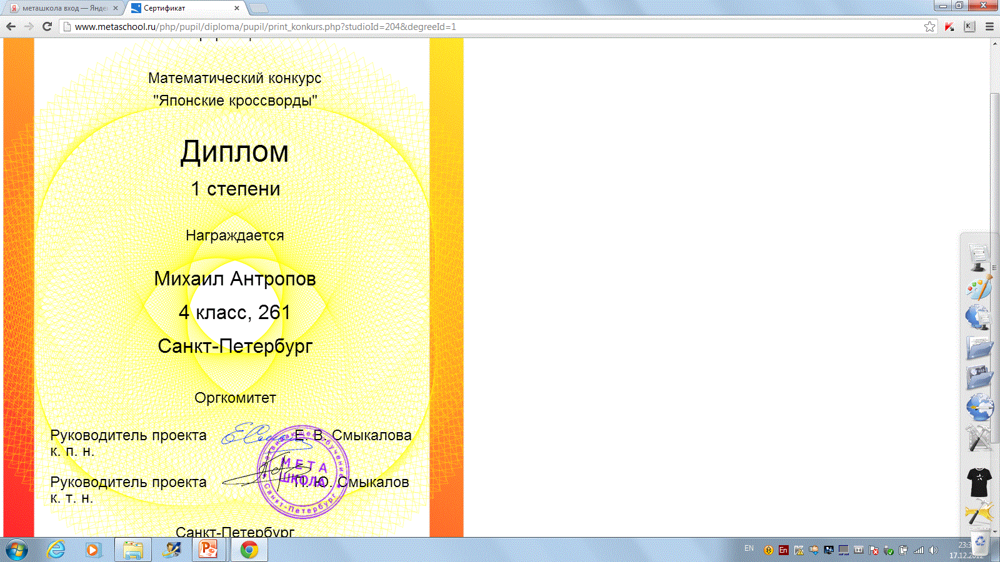 меташкола вход — Яндек
Сертификат
www.metaschool.ru/php/pupil/diploma/pupil/print_konkurs.php?studioId=204&degreeId=1
Математический конкурс
"Японские кроссворды"
Диплом
1 степени
Награждается
Михаил Антропов
4 класс, 261
Санкт-Петербург
Оргкомитет
Руководитель проекта Е. В. Смыкалова
к. п. н.
МЕТА
ШКОЛА
Санкт-Петербург
Руководитель проекта П. Ю. Смыкалов
к. т. н.
Санкт-Петербург
EN
En